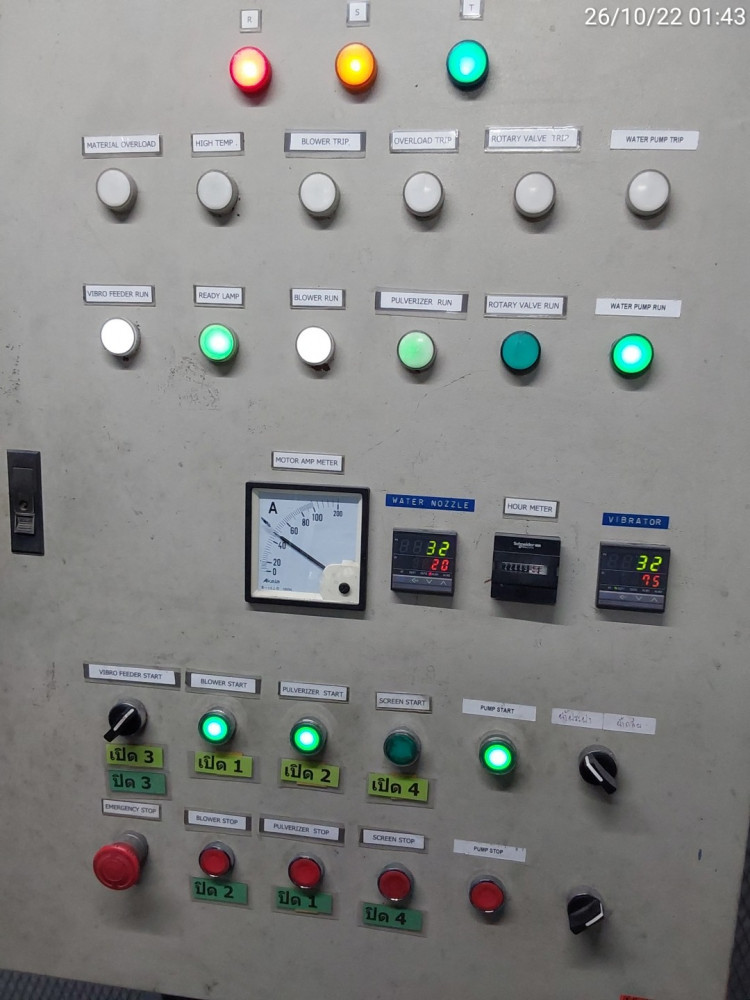 26/10/22 01:43
R
S
T
MATERIAL OVERLOAD
HIGH TEMP.
BLOWER TRIP.
OVERLOAD TRIP
ROTARY VALVE TRIP
WATER PUMP TRIP
VIBRO FEEDER RUN
READY LAMP
BLOWER RUN
PULVERIZER RUN
ROTARY VALVE RUN
WATER PUMP RUN
MOTOR AMP METER
A
0
20
40
60
80
100
200
WATER NOZZLE
32
20
HOUR METER
Schneider
VIBRATOR
32
75
VIBRO FEEDER START
BLOWER START
PULVERIZER START
SCREEN START
PUMP START
เปิด 3
เปิด 1
เปิด 2
เปิด 4
ปิด 3
EMERGENCY STOP
BLOWER STOP
PULVERIZER STOP
SCREEN STOP
PUMP STOP
ปิด 2
ปิด 1
ปิด 4